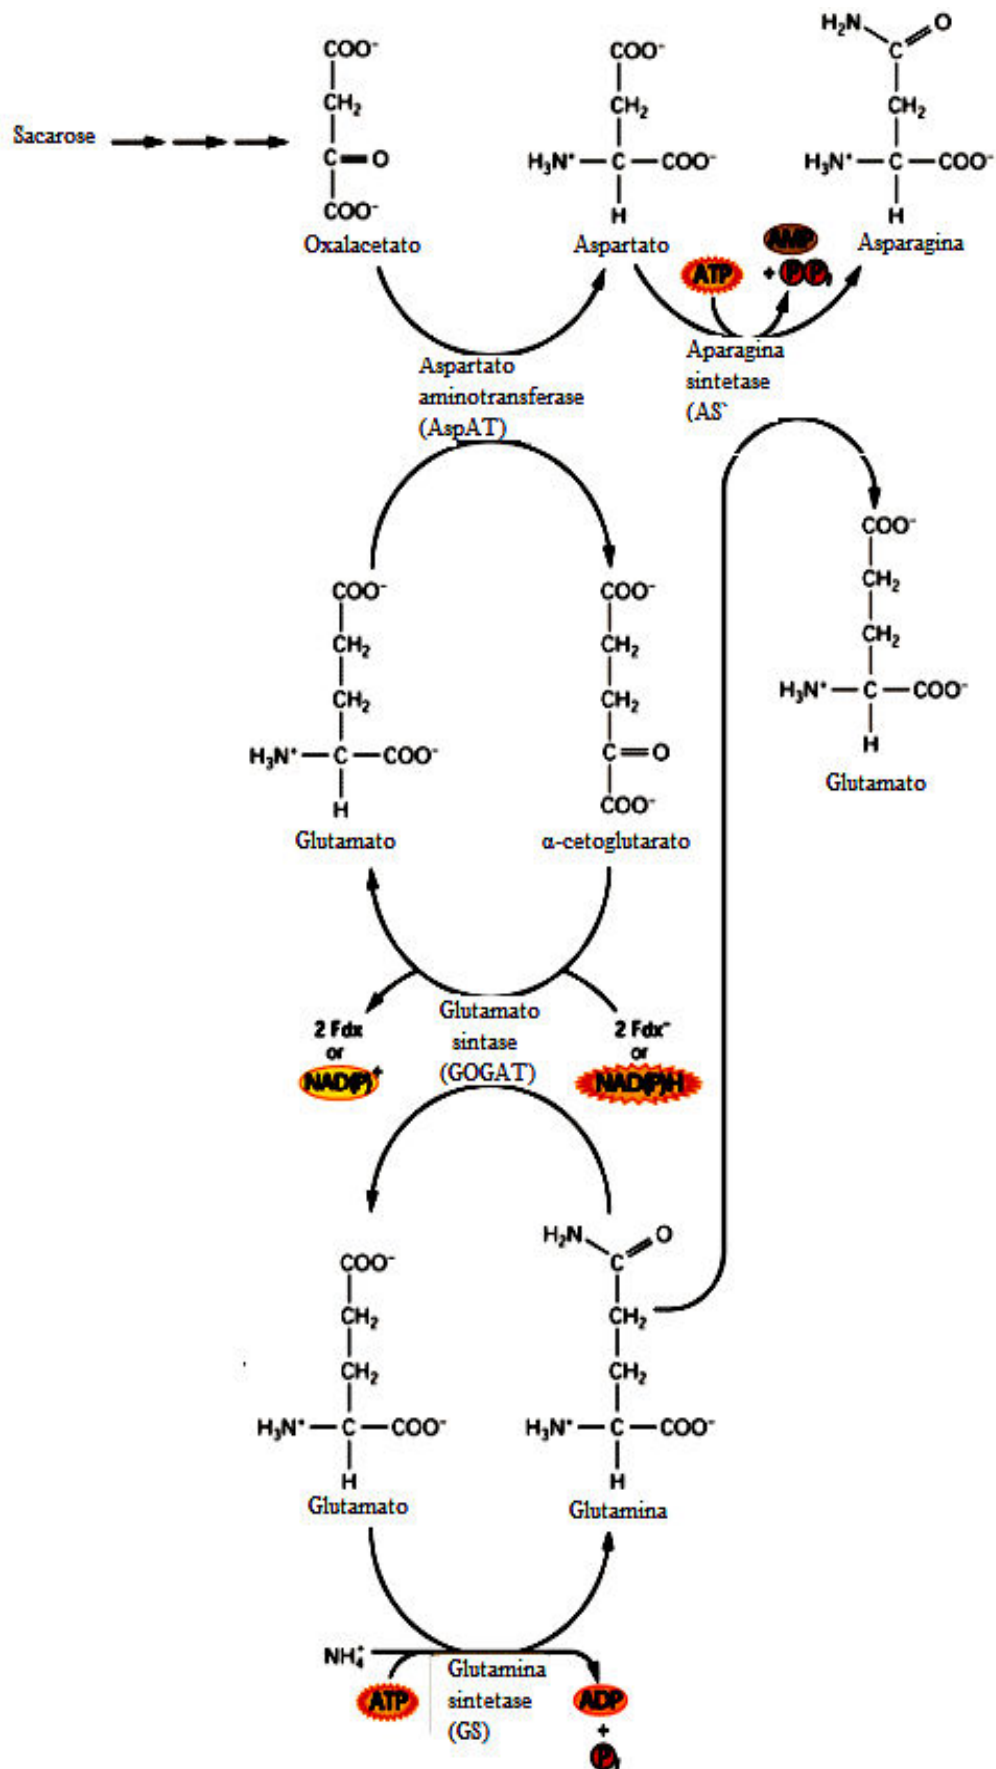 H₂N O
COO⁻ COO⁻ C
CH₂ CH₂ CH₂
Sacarose
C=O H₃N⁺—C—COO⁻ H₃N⁺—C—COO⁻
COO⁻ H H
Oxalacetato Aspartato Asparagina
AMP
ATP + P Pᵢ
Aspartato
aminotransferase
(AspAT)
Aparagina
sintetase
(AS`
COO⁻
CH₂
CH₂
H₃N⁺—C—COO⁻
H
Glutamato
COO⁻ COO⁻
CH₂ CH₂
CH₂ CH₂
H₃N⁺—C—COO⁻ C=O
H COO⁻
Glutamato α-cetoglutarato
Glutamato
sintase
(GOGAT)
2 Fdx
or
NAD(P)⁺
2 Fdx⁻
or
NAD(P)H
H₂N O
COO⁻ C
CH₂ CH₂
CH₂ CH₂
H₃N⁺—C—COO⁻ H₃N⁺—C—COO⁻
H H
Glutamato Glutamina
NH₄⁺
ATP
Glutamina
sintetase
(GS)
ADP
+
Pᵢ